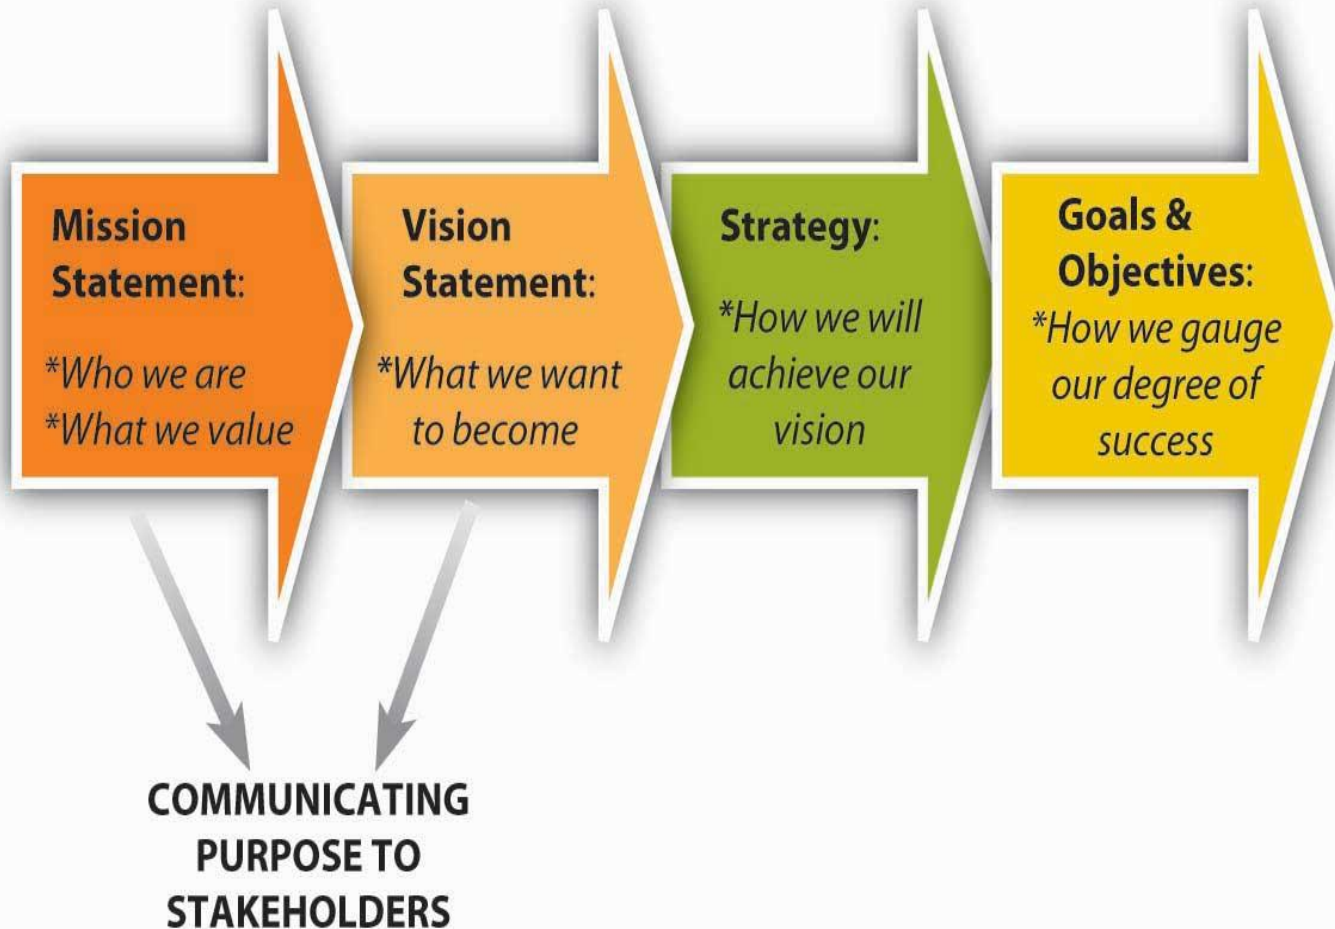 Mission
Statement:
*Who we are
*What we value
Vision
Statement:
*What we want
to become
Strategy:
*How we will
achieve our
vision
Goals &
Objectives:
*How we gauge
our degree of
success
COMMUNICATING
PURPOSE TO
STAKEHOLDERS